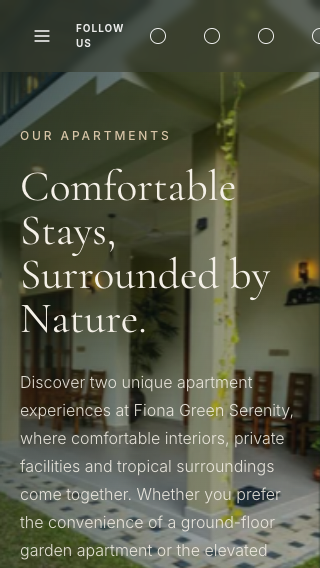 FOLLOW
US
OUR APARTMENTS
Comfortable
Stays,
Surrounded by
Nature.
Discover two unique apartment
experiences at Fiona Green Serenity,
where comfortable interiors, private
facilities and tropical surroundings
come together. Whether you prefer
the convenience of a ground-floor
garden apartment or the elevated